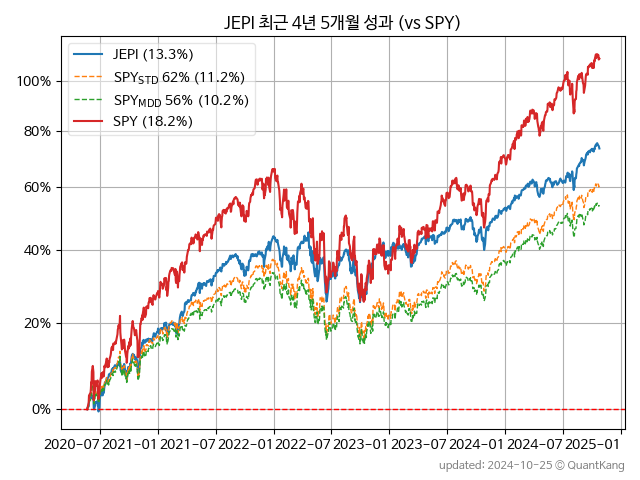 JEPI 최근 4년 5개월 성과 (vs SPY)
JEPI (13.3%)
SPY_STD 62% (11.2%)
SPY_MDD 56% (10.2%)
SPY (18.2%)
100%
80%
60%
40%
20%
0%
2020-07 2021-01 2021-07 2022-01 2022-07 2023-01 2023-07 2024-01 2024-07 2025-01
updated: 2024-10-25 © QuantKang